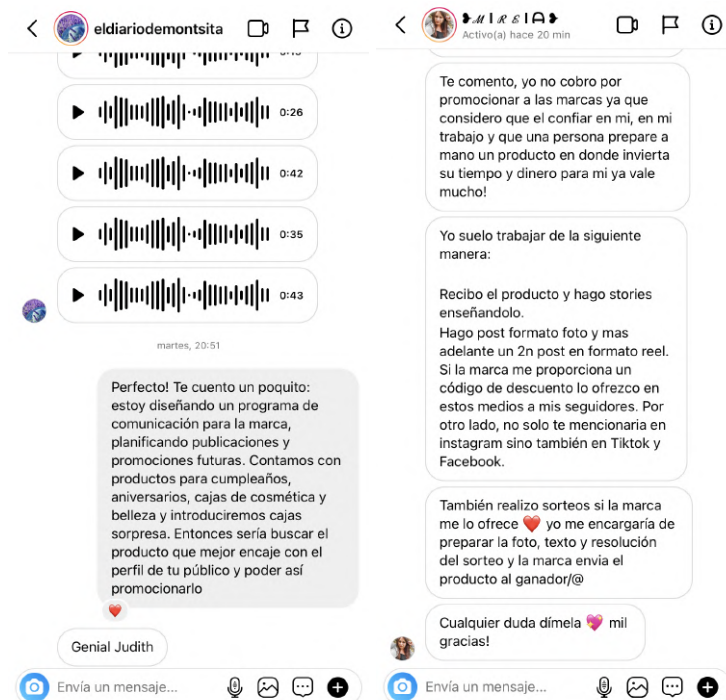 eldiariodemontsita
0:26
0:42
0:35
0:43
martes, 20:51
Perfecto! Te cuento un poquito:
estoy diseñando un programa de
comunicación para la marca,
planificando publicaciones y
promociones futuras. Contamos con
productos para cumpleaños,
aniversarios, cajas de cosmética y
belleza y introduciremos cajas
sorpresa. Entonces sería buscar el
producto que mejor encaje con el
perfil de tu público y poder así
promocionarlo
Genial Judith
Envía un mensaje...
❥ℳ I ℛ ℰ I A ❥
Activo(a) hace 20 min
Te comento, yo no cobro por
promocionar a las marcas ya que
considero que el confiar en mi, en mi
trabajo y que una persona prepare a
mano un producto en donde invierta
su tiempo y dinero para mi ya vale
mucho!
Yo suelo trabajar de la siguiente
manera:
Recibo el producto y hago stories
enseñandolo.
Hago post formato foto y mas
adelante un 2n post en formato reel.
Si la marca me proporciona un
código de descuento lo ofrezco en
estos medios a mis seguidores. Por
otro lado, no solo te mencionaria en
instagram sino también en Tiktok y
Facebook.
También realizo sorteos si la marca
me lo ofrece ❤️ yo me encargaría de
preparar la foto, texto y resolución
del sorteo y la marca envia el
producto al ganador/@
Cualquier duda dímela 💖 mil
gracias!
Envía un mensaje...